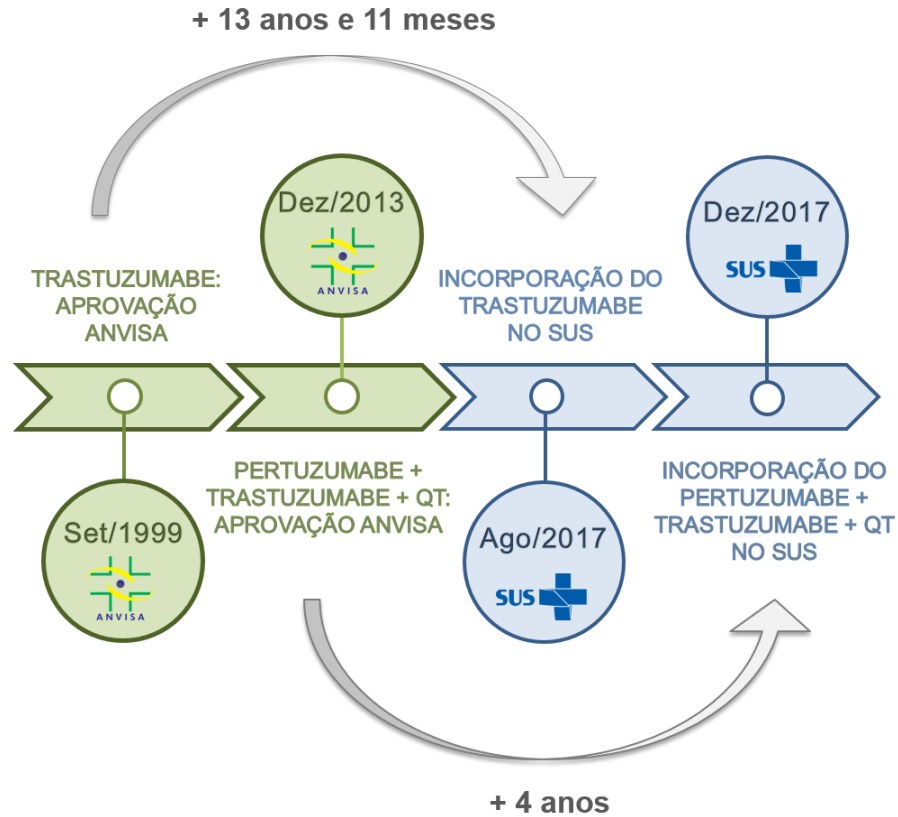 + 13 anos e 11 meses
Dez/2013
ANVISA
Dez/2017
SUS
TRASTUZUMABE:
APROVAÇÃO
ANVISA
INCORPORAÇÃO DO
TRASTUZUMABE
NO SUS
PERTUZUMABE +
TRASTUZUMABE + QT:
APROVAÇÃO ANVISA
INCORPORAÇÃO DO
PERTUZUMABE +
TRASTUZUMABE + QT
NO SUS
Set/1999
ANVISA
Ago/2017
SUS
+ 4 anos